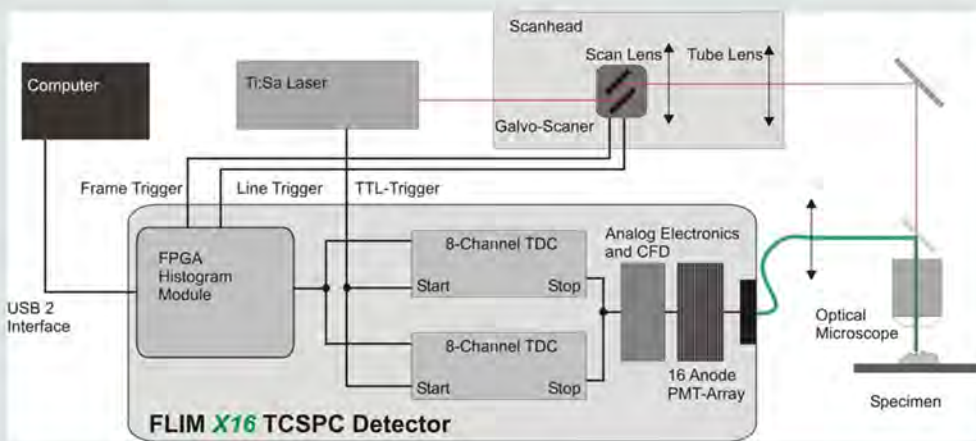 Scanhead
Computer
Ti:Sa Laser
Scan Lens
Tube Lens
Galvo-Scaner
Frame Trigger
Line Trigger
TTL-Trigger
FPGA
Histogram
Module
8-Channel TDC
Start
Stop
Analog Electronics
and CFD
USB 2
Interface
8-Channel TDC
Start
Stop
16 Anode
PMT-Array
Optical
Microscope
Specimen
FLIM X16 TCSPC Detector